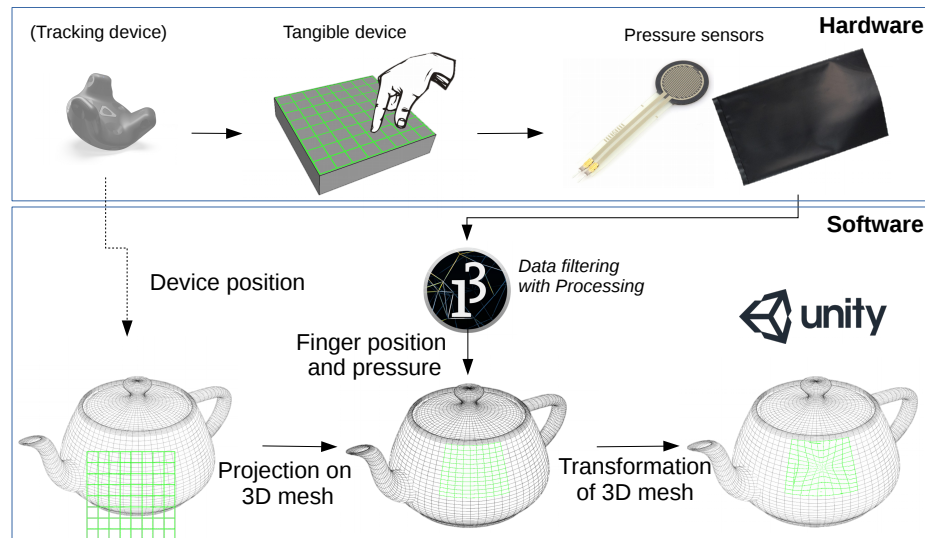 (Tracking device)
Tangible device
Pressure sensors
Hardware
Software
Device position
Data filtering
with Processing
Finger position
and pressure
unity
Projection on
3D mesh
Transformation
of 3D mesh